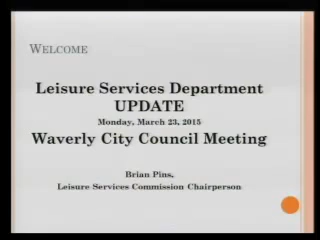 WELCOME
Leisure Services Department
UPDATE
Monday, March 23, 2015
Waverly City Council Meeting
Brian Pins,
Leisure Services Commission Chairperson